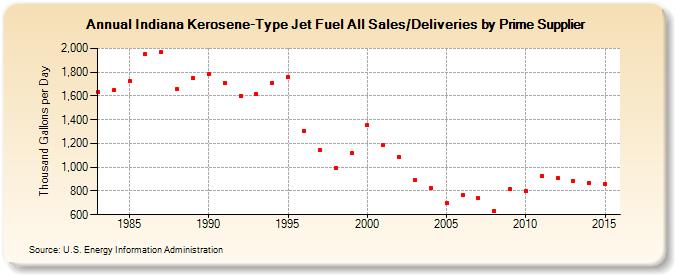 Annual Indiana Kerosene-Type Jet Fuel All Sales/Deliveries by Prime Supplier
Thousand Gallons per Day
2,000
1,800
1,600
1,400
1,200
1,000
800
600
1985 1990 1995 2000 2005 2010 2015
Source: U.S. Energy Information Administration